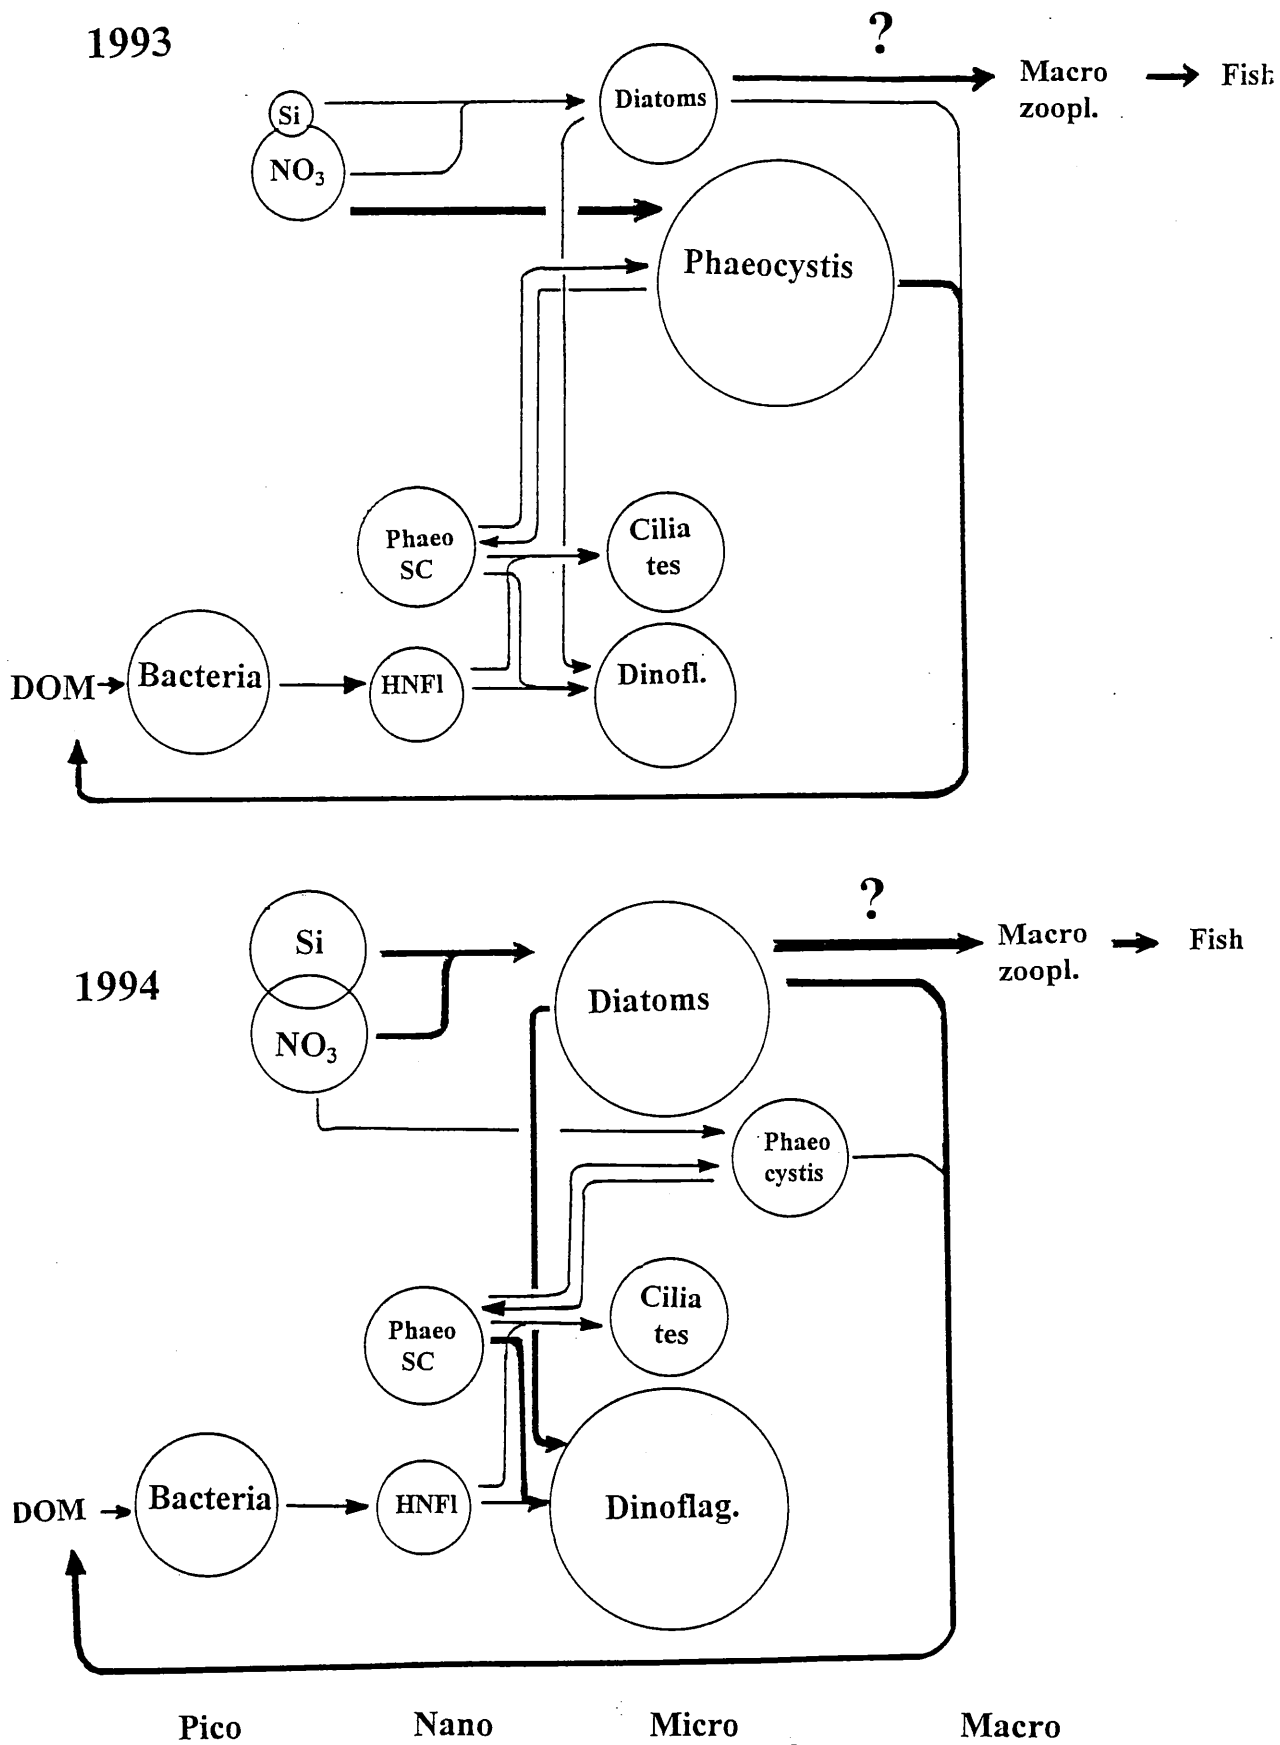 1993
?
Macro
zoopl.
Fish
Si
NO3
Diatoms
Phaeocystis
Phaeo
SC
Cilia
tes
DOM
Bacteria
HNFl
Dinofl.
1994
?
Macro
zoopl.
Fish
Si
NO3
Diatoms
Phaeo
cystis
Phaeo
SC
Cilia
tes
DOM
Bacteria
HNFl
Dinoflag.
Pico Nano Micro Macro